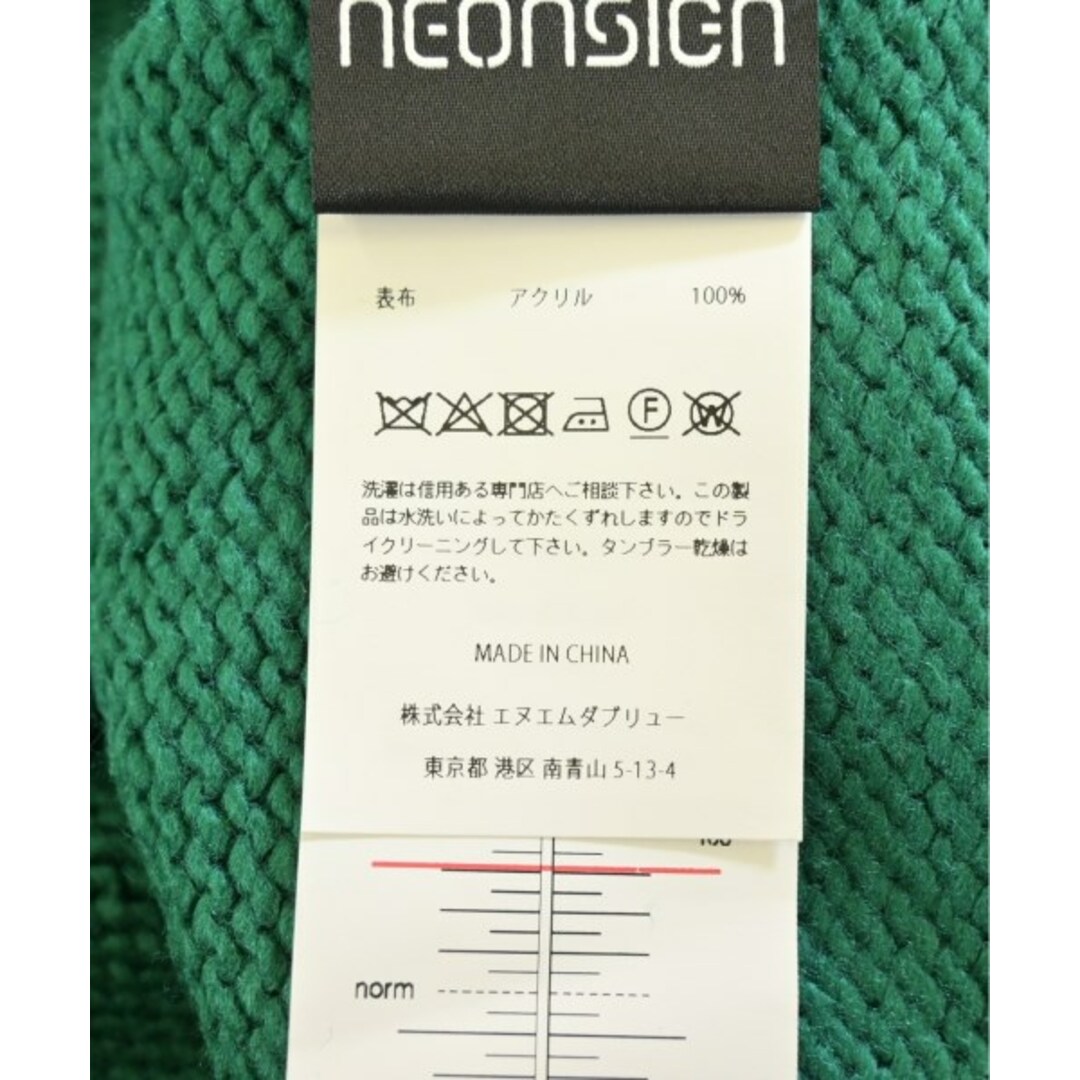 NEONSIGN
表布 アクリル 100%
F
W
洗濯は信用ある専門店へご相談下さい。この製
品は水洗いによってかたくずれしますのでドラ
イクリーニングして下さい。タンブラー乾燥は
お避けください。
MADE IN CHINA
株式会社 エヌエムダブリュー
東京都 港区 南青山 5-13-4
norm